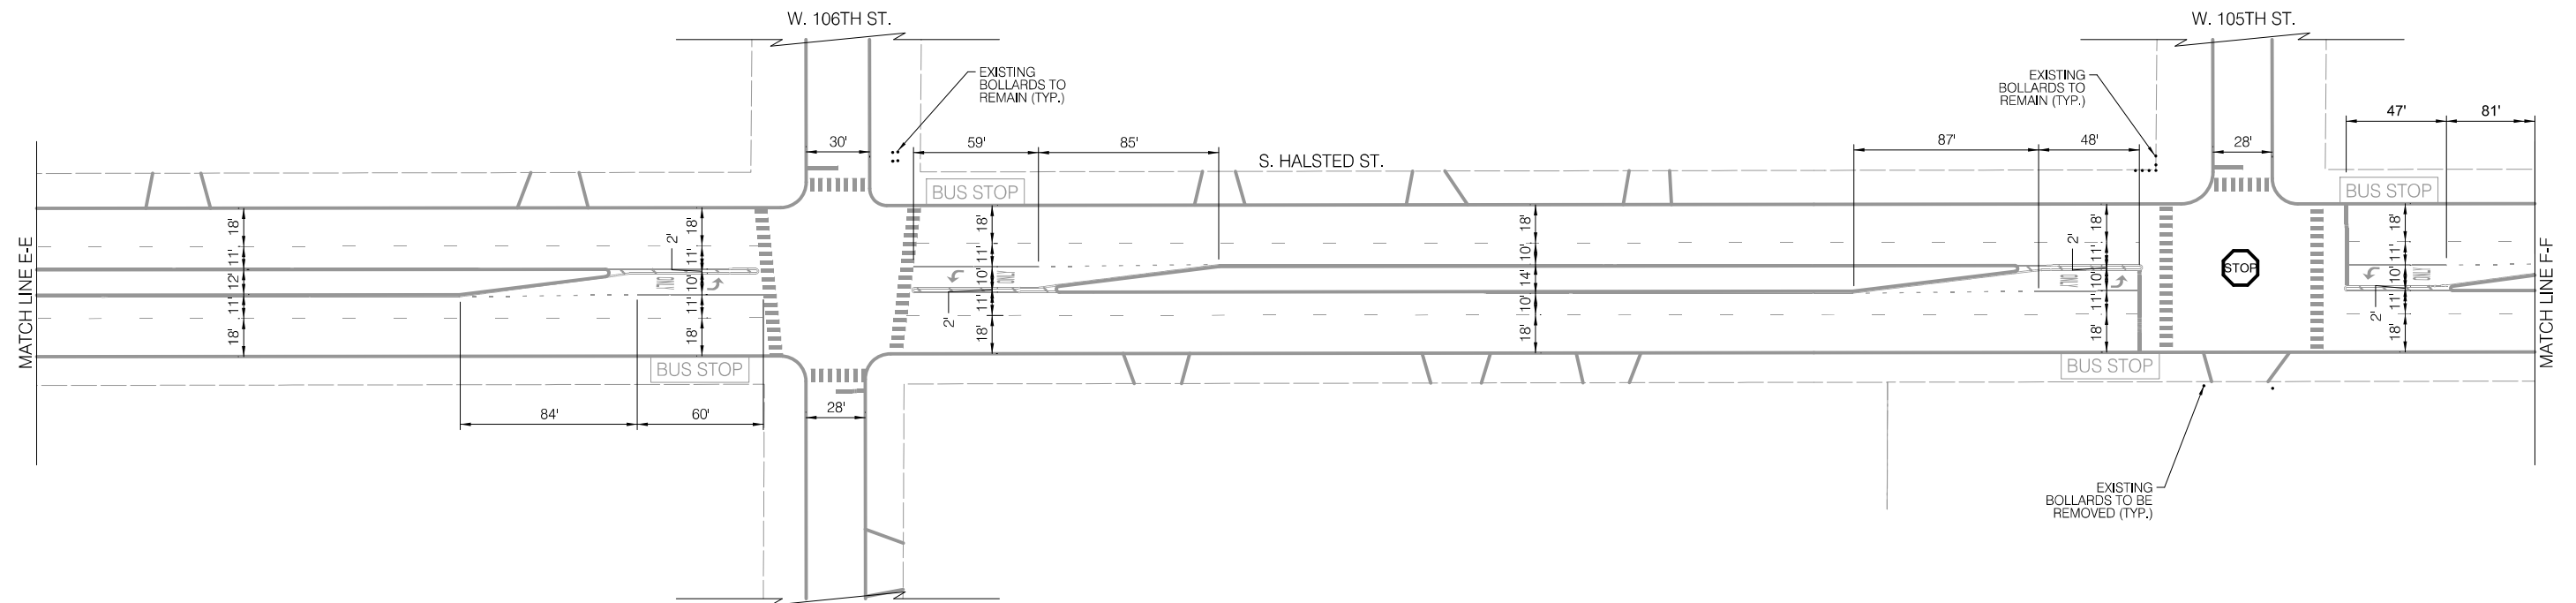 W. 106TH ST.
W. 105TH ST.
EXISTING
BOLLARDS TO
REMAIN (TYP.)
EXISTING
BOLLARDS TO
REMAIN (TYP.)
47'
81'
30'
59'
85'
S. HALSTED ST.
87'
48'
28'
BUS STOP
BUS STOP
MATCH LINE E-E
18'
11'
12'
11'
18'
18'
2'
11'
10'
11'
18'
ONLY
18'
11'
10'
11'
18'
2'
ONLY
18'
10'
14'
10'
18'
18'
2'
11'
10'
11'
18'
ONLY
STOP
18'
11'
10'
11'
18'
2'
ONLY
MATCH LINE F-F
BUS STOP
BUS STOP
84'
60'
28'
EXISTING
BOLLARDS TO BE
REMOVED (TYP.)